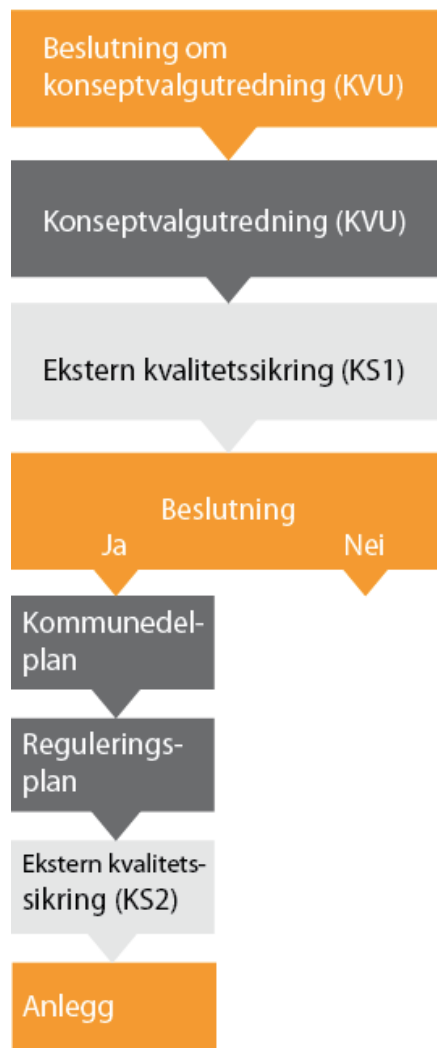 Beslutning om
konseptvalgutredning (KVU)
Konseptvalgutredning (KVU)
Ekstern kvalitetssikring (KS1)
Beslutning
Ja Nei
Kommunedel-
plan
Regulerings-
plan
Ekstern kvalitets-
sikring (KS2)
Anlegg